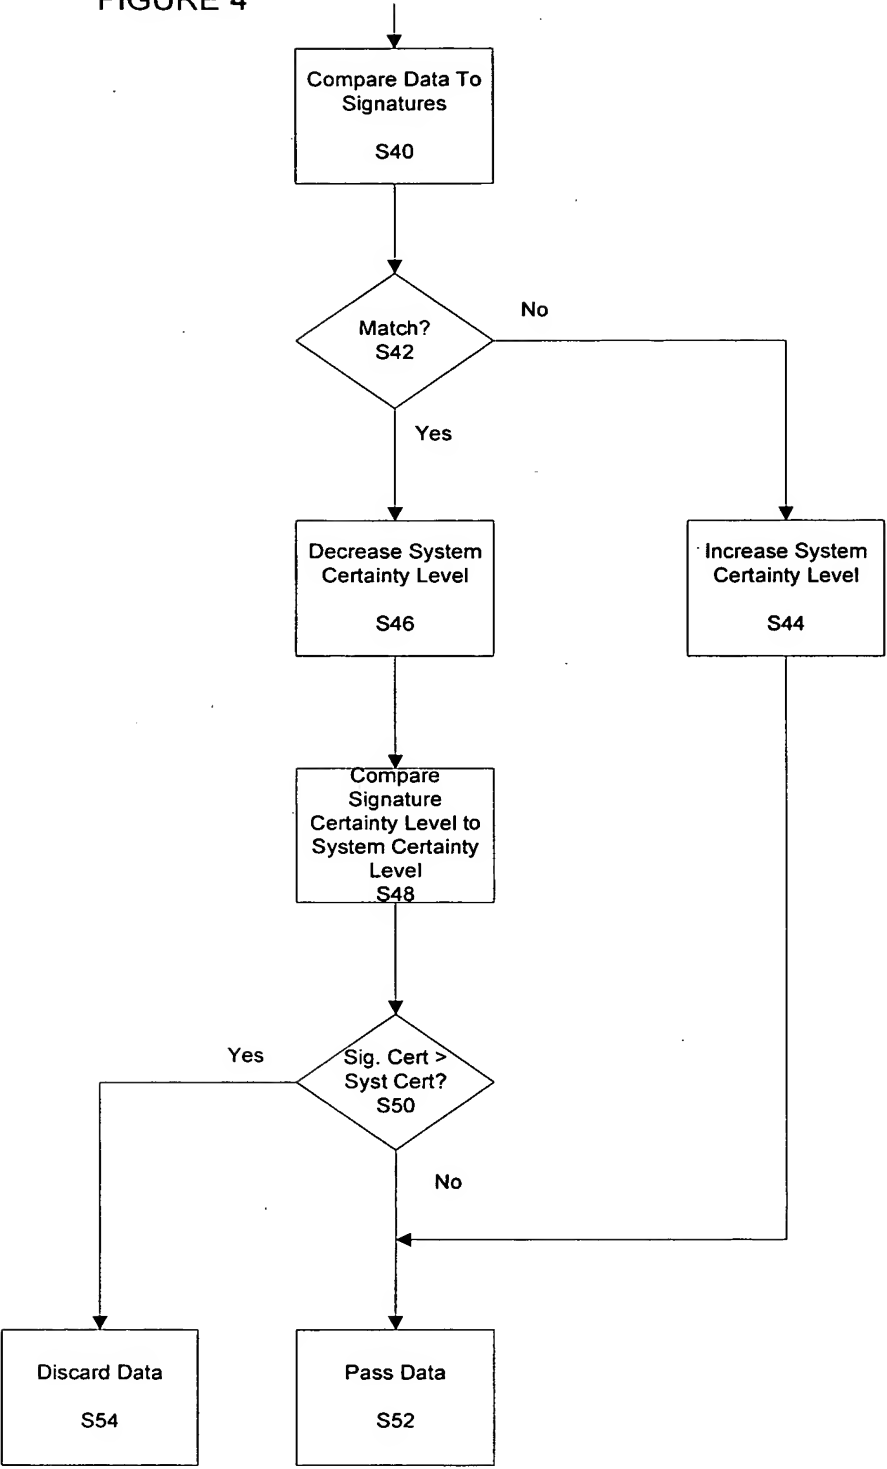 FIGURE 4
Compare Data To
Signatures
S40
Match?
S42
No
Yes
Decrease System
Certainty Level
S46
Increase System
Certainty Level
S44
Compare
Signature
Certainty Level to
System Certainty
Level
S48
Yes
Sig. Cert >
Syst Cert?
S50
No
Discard Data
S54
Pass Data
S52